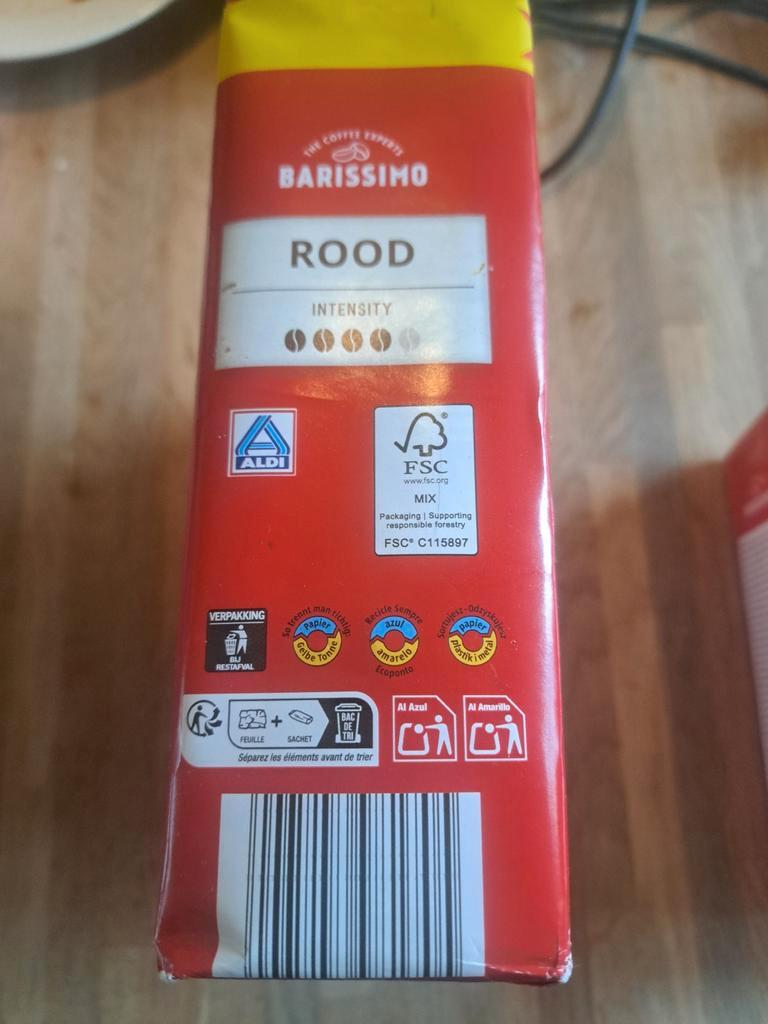 THE COFFEE EXPERTS
BARISSIMO
ROOD
INTENSITY
ALDI
FSC®
www.fsc.org
MIX
Packaging | Supporting
responsible forestry
FSC® C115897
VERPAKKING
BIJ
RESTAFVAL
So trennt man richtig:
Papier
Gelbe Tonne
Recicle Sempre
azul
amarelo
Ecoponto
Sortujesz-Odzyskujesz
papier
plastik i metal
FEUILLE
+
SACHET
BAC
DE
TRI
Séparez les éléments avant de trier
Al Azul
Al Amarillo